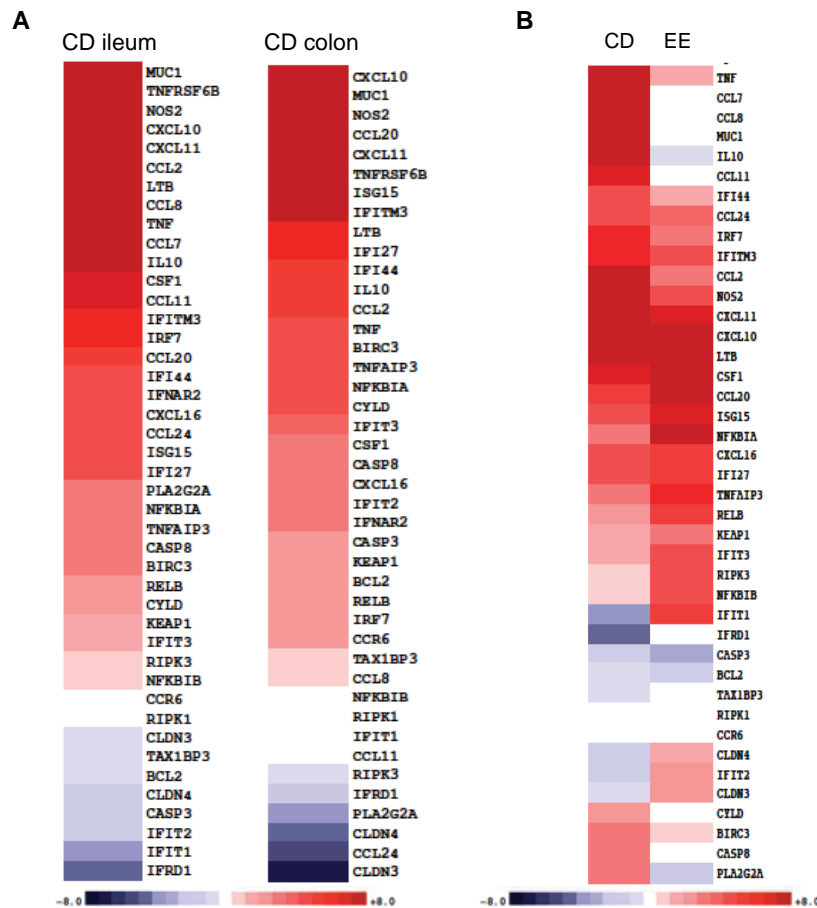 A
B
CD ileum
CD colon
CD EE
MUC1
TNFRSF6B
NOS2
CXCL10
CXCL11
CCL2
LTB
CCL8
TNF
CCL7
IL10
CSF1
CCL11
IFITM3
IRF7
CCL20
IFI44
IFNAR2
CXCL16
CCL24
ISG15
IFI27
PLA2G2A
NFKBIA
TNFAIP3
CASP8
BIRC3
RELB
CYLD
KEAP1
IFIT3
RIPK3
NFKBIB
CCR6
RIPK1
CLDN3
TAX1BP3
BCL2
CLDN4
CASP3
IFIT2
IFIT1
IFRD1
CXCL10
MUC1
NOS2
CCL20
CXCL11
TNFRSF6B
ISG15
IFITM3
LTB
IFI27
IFI44
IL10
CCL2
TNF
BIRC3
TNFAIP3
NFKBIA
CYLD
IFIT3
CSF1
CASP8
CXCL16
IFIT2
IFNAR2
CASP3
KEAP1
BCL2
RELB
IRF7
CCR6
TAX1BP3
CCL8
NFKBIB
RIPK1
IFIT1
CCL11
RIPK3
IFRD1
PLA2G2A
CLDN4
CCL24
CLDN3
-8.0 +8.0
TNF
CCL7
CCL8
MUC1
IL10
CCL11
IFI44
CCL24
IRF7
IFITM3
CCL2
NOS2
CXCL11
CXCL10
LTB
CSF1
CCL20
ISG15
NFKBIA
CXCL16
IFI27
TNFAIP3
RELB
KEAP1
IFIT3
RIPK3
NFKBIB
IFIT1
IFRD1
CASP3
BCL2
TAX1BP3
RIPK1
CCR6
CLDN4
IFIT2
CLDN3
CYLD
BIRC3
CASP8
PLA2G2A
-8.0 +8.0